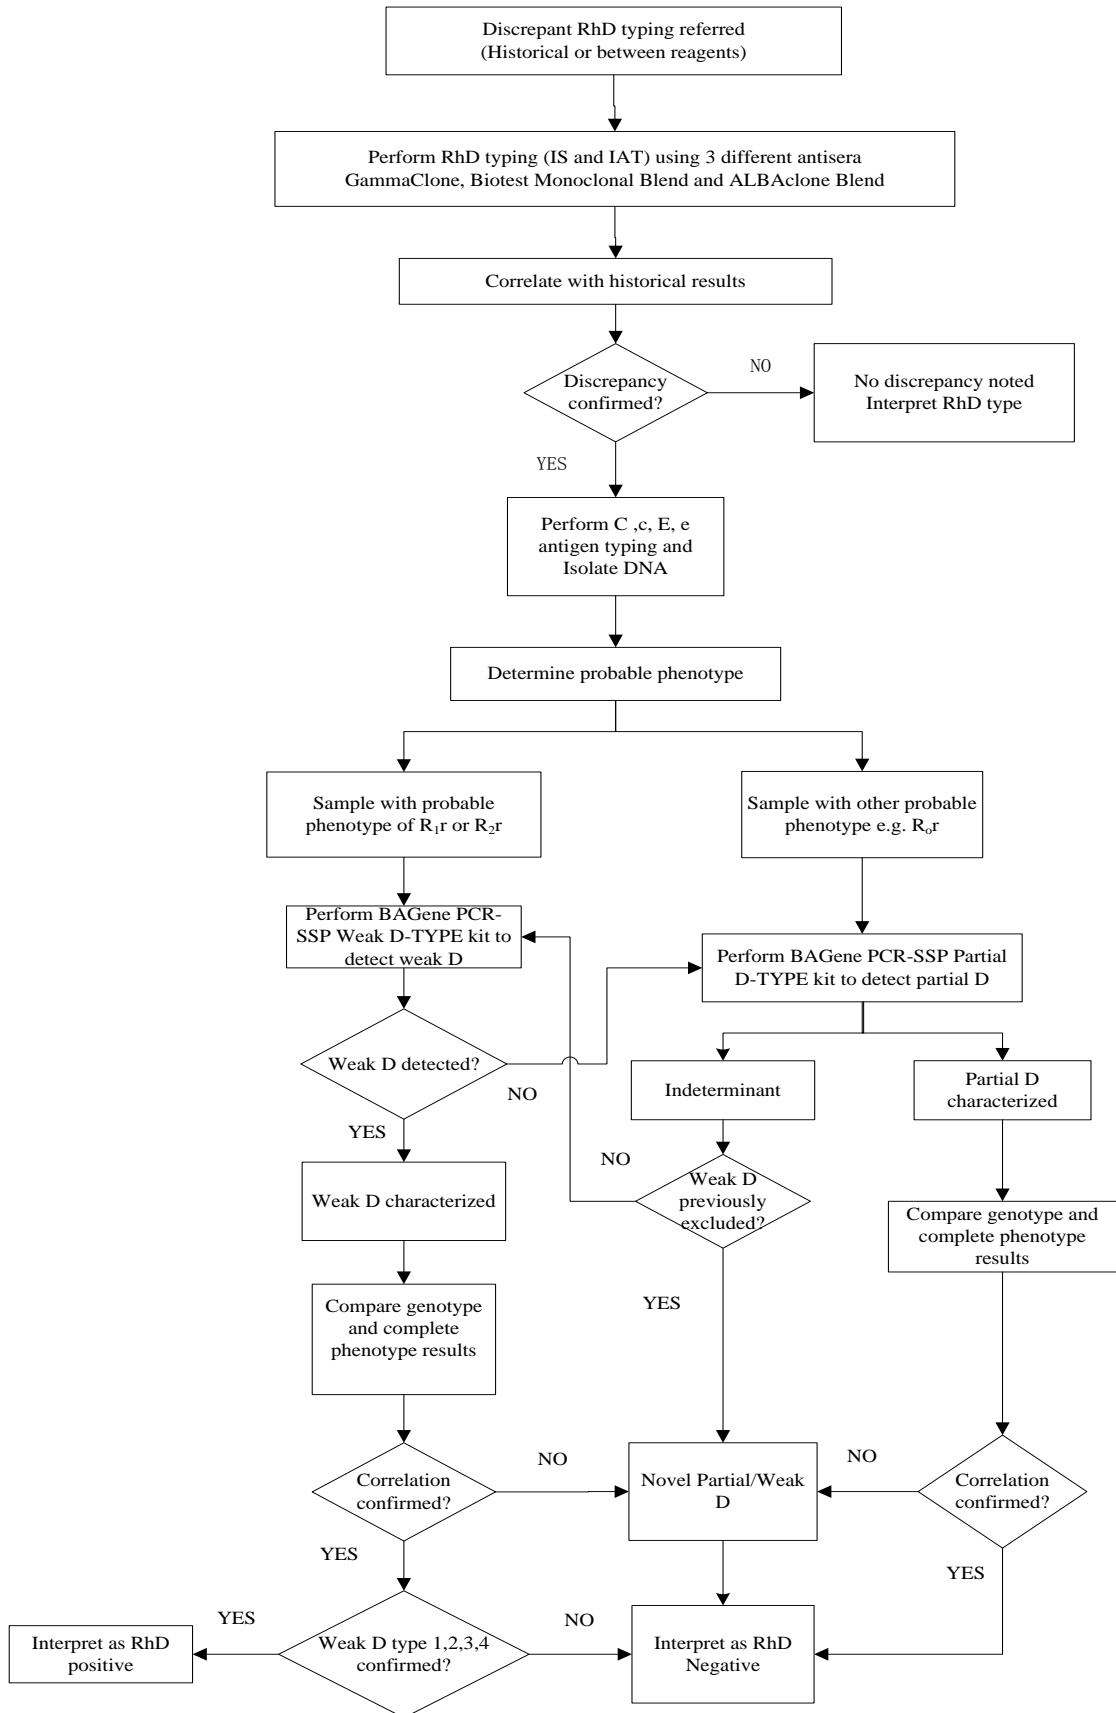 Discrepant RhD typing referred
(Historical or between reagents)
Perform RhD typing (IS and IAT) using 3 different antisera
GammaClone, Biotest Monoclonal Blend and ALBAclone Blend
Correlate with historical results
Discrepancy
confirmed?
NO
No discrepancy noted
Interpret RhD type
YES
Perform C ,c, E, e
antigen typing and
Isolate DNA
Determine probable phenotype
Sample with probable
phenotype of R₁r or R₂r
Sample with other probable
phenotype e.g. Rₒr
Perform BAGene PCR-
SSP Weak D-TYPE kit to
detect weak D
Perform BAGene PCR-SSP Partial
D-TYPE kit to detect partial D
Weak D detected?
NO
Indeterminant
Partial D
characterized
YES
NO
Weak D characterized
Weak D
previously
excluded?
Compare genotype and
complete phenotype
results
Compare genotype
and complete
phenotype results
YES
Correlation
confirmed?
NO
Novel Partial/Weak
D
NO
Correlation
confirmed?
YES
YES
YES
Interpret as RhD
positive
Weak D type 1,2,3,4
confirmed?
NO
Interpret as RhD
Negative